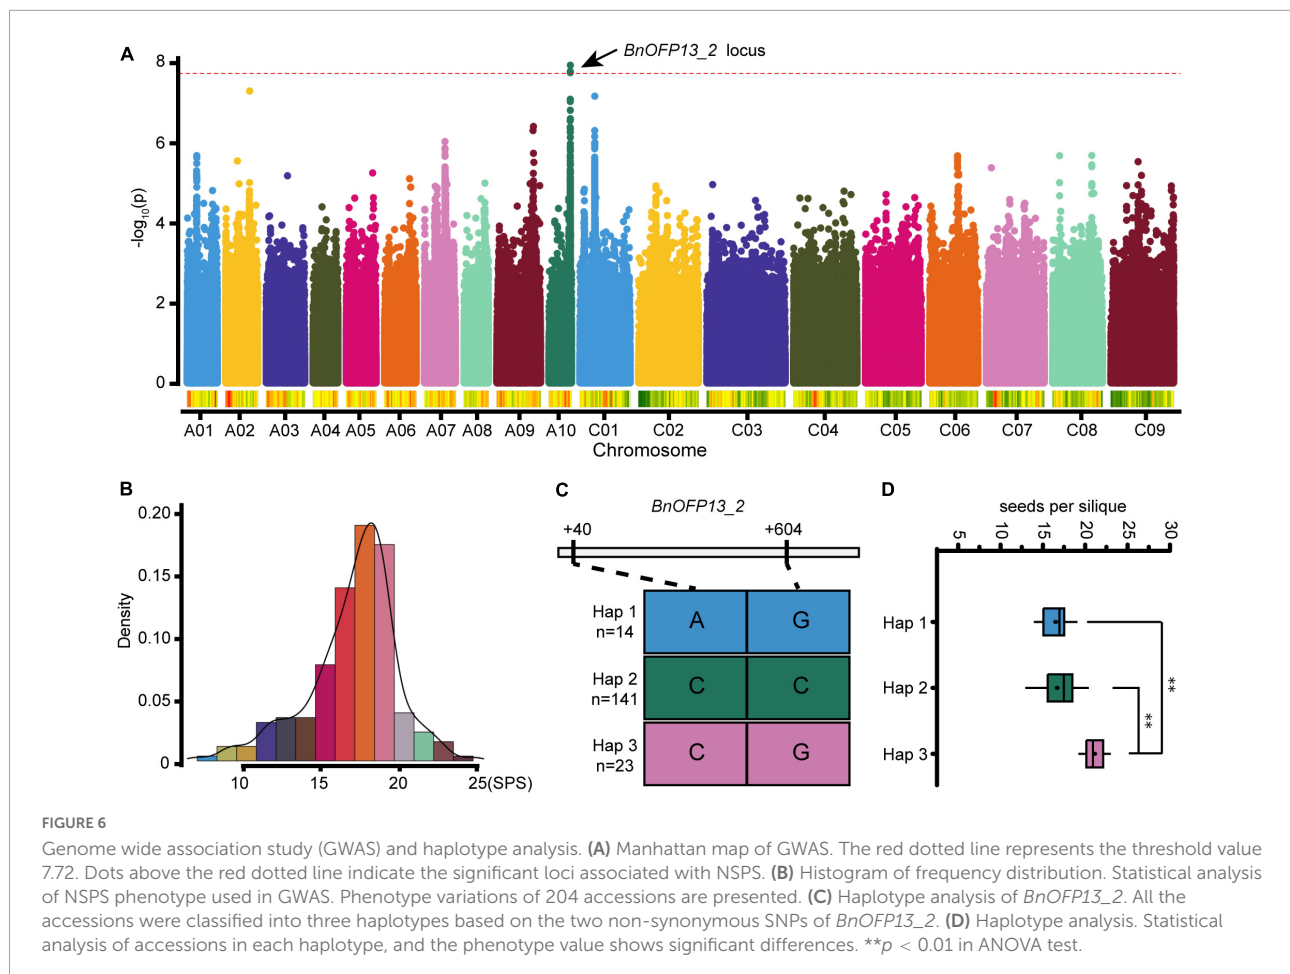 A
BnOFP13_2 locus
8
6
4
2
0
-log10(p)
A01 A02 A03 A04 A05 A06 A07 A08 A09 A10 C01 C02 C03 C04 C05 C06 C07 C08 C09
Chromosome
B
0.20
0.15
0.10
0.05
0
Density
10 15 20 25(SPS)
C
BnOFP13_2
+40 +604
Hap 1
n=14
A G
Hap 2
n=141
C C
Hap 3
n=23
C G
D
seeds per silique
5 10 15 20 25 30
Hap 1
Hap 2
Hap 3
**
**
FIGURE 6
Genome wide association study (GWAS) and haplotype analysis. (A) Manhattan map of GWAS. The red dotted line represents the threshold value
7.72. Dots above the red dotted line indicate the significant loci associated with NSPS. (B) Histogram of frequency distribution. Statistical analysis
of NSPS phenotype used in GWAS. Phenotype variations of 204 accessions are presented. (C) Haplotype analysis of BnOFP13_2. All the
accessions were classified into three haplotypes based on the two non-synonymous SNPs of BnOFP13_2. (D) Haplotype analysis. Statistical
analysis of accessions in each haplotype, and the phenotype value shows significant differences. **p < 0.01 in ANOVA test.